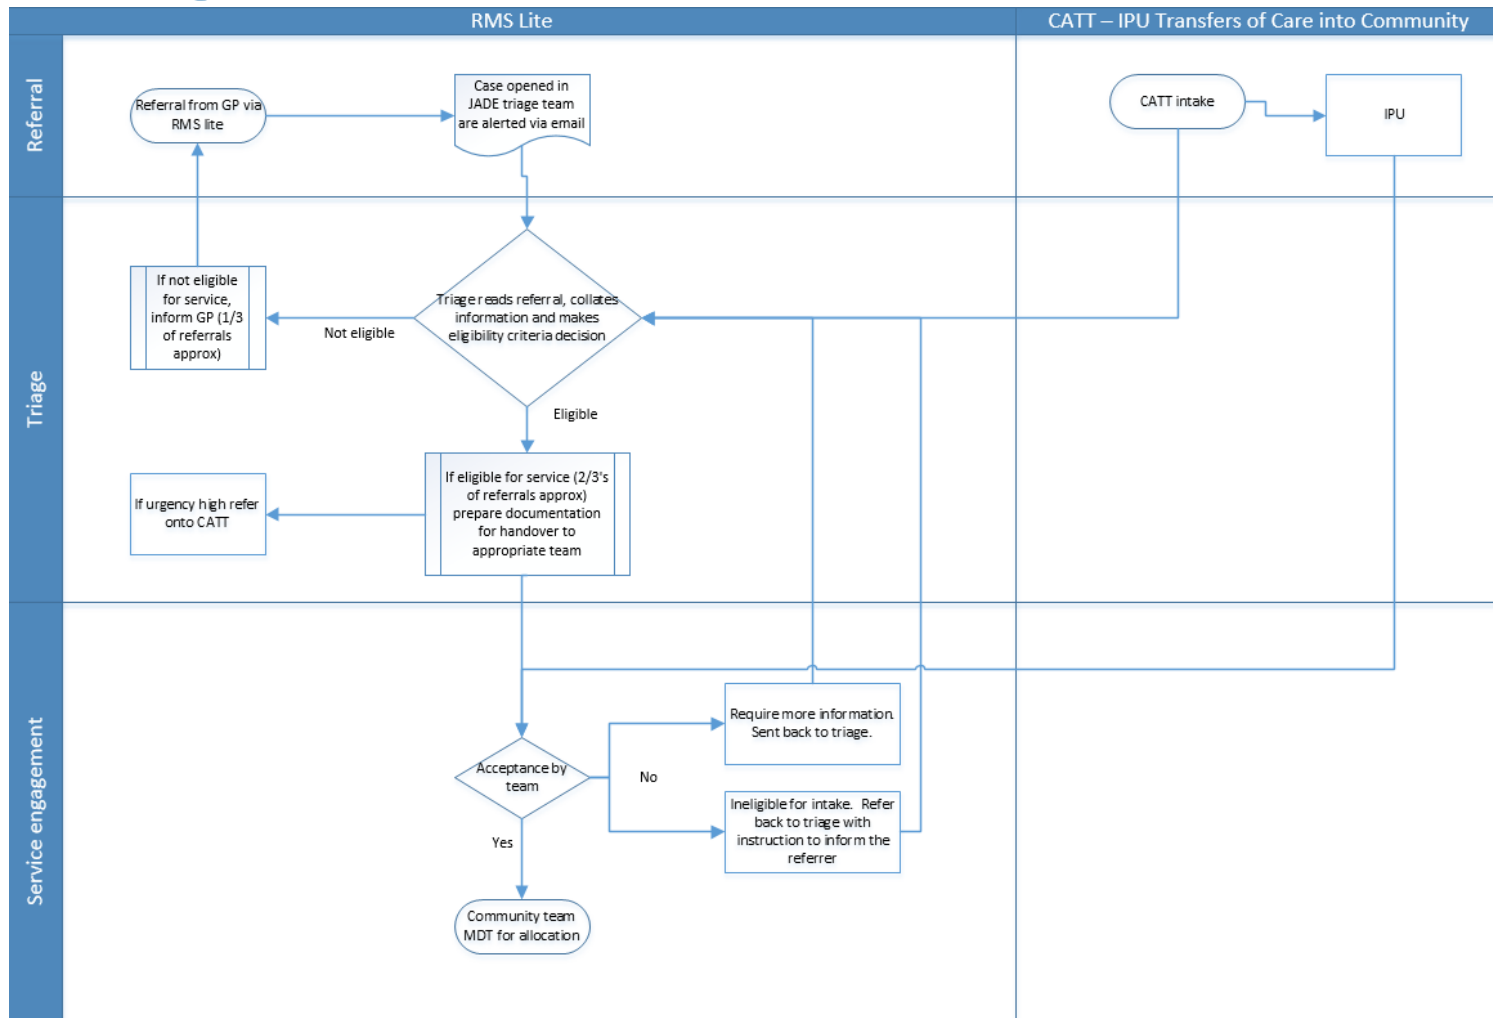 RMS Lite
CATT – IPU Transfers of Care into Community
Referral
Referral from GP via
RMS lite
Case opened in
JADE triage team
are alerted via email
CATT intake
IPU
Triage
If not eligible
for service,
inform GP (1/3
of referrals
approx)
Not eligible
Triage reads referral, collates
information and makes
eligibility criteria decision
Eligible
If urgency high refer
onto CATT
If eligible for service (2/3's
of referrals approx)
prepare documentation
for handover to
appropriate team
Service engagement
Acceptance by
team
No
Yes
Require more information.
Sent back to triage.
Ineligible for intake. Refer
back to triage with
instruction to inform the
referrer
Community team
MDT for allocation